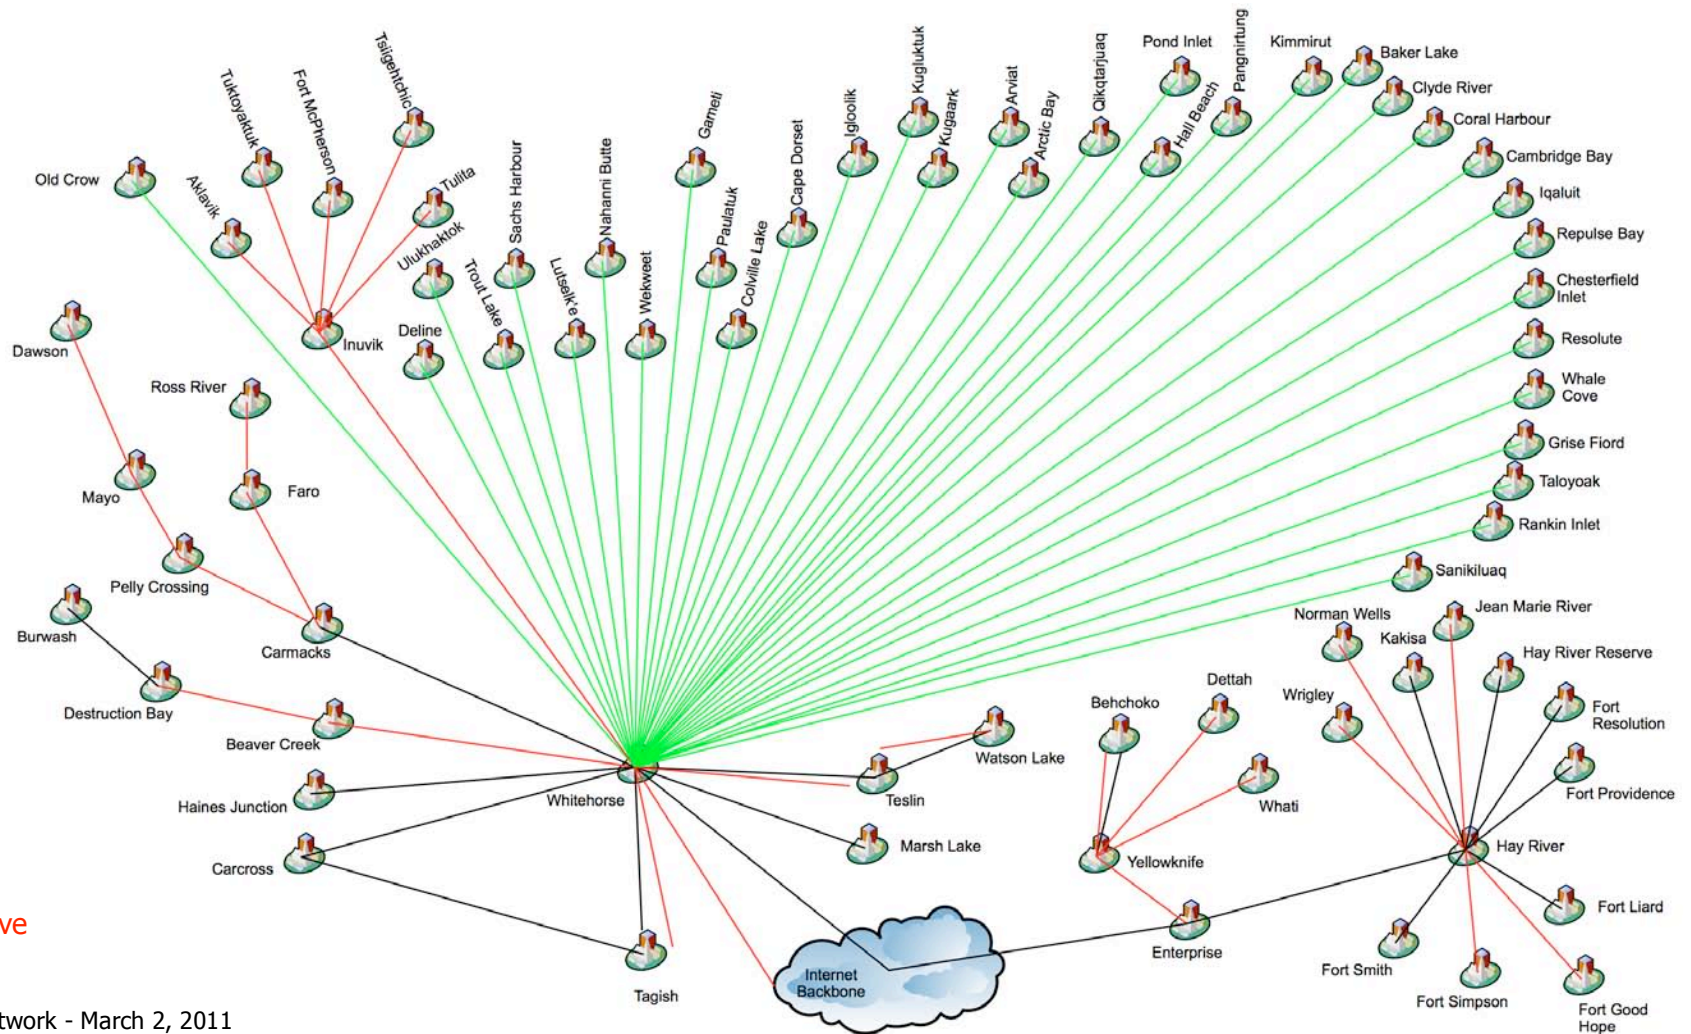 Tsiigehtchic
Tuktoyaktuk
Fort McPherson
Old Crow
Aklavik
Tulita
Ulukhaktok
Sachs Harbour
Nahanni Butte
Gameti
Paulatuk
Cape Dorset
Colville Lake
Igloolik
Kugluktuk
Kugaark
Arviat
Arctic Bay
Qikqtarjuaq
Pond Inlet
Hall Beach
Pangnirtung
Kimmirut
Baker Lake
Clyde River
Coral Harbour
Cambridge Bay
Iqaluit
Repulse Bay
Chesterfield
Inlet
Resolute
Whale
Cove
Grise Fiord
Taloyoak
Rankin Inlet
Sanikiluaq
Trout Lake
Lutselk'e
Wekweet
Deline
Inuvik
Dawson
Ross River
Mayo
Faro
Pelly Crossing
Burwash
Carmacks
Destruction Bay
Beaver Creek
Haines Junction
Whitehorse
Carcross
Tagish
Watson Lake
Teslin
Marsh Lake
Internet
Backbone
Behchoko
Dettah
Whati
Yellowknife
Enterprise
Norman Wells
Jean Marie River
Kakisa
Hay River Reserve
Wrigley
Fort
Resolution
Fort Providence
Hay River
Fort Liard
Fort Smith
Fort Simpson
Fort Good
Hope
ve
twork - March 2, 2011